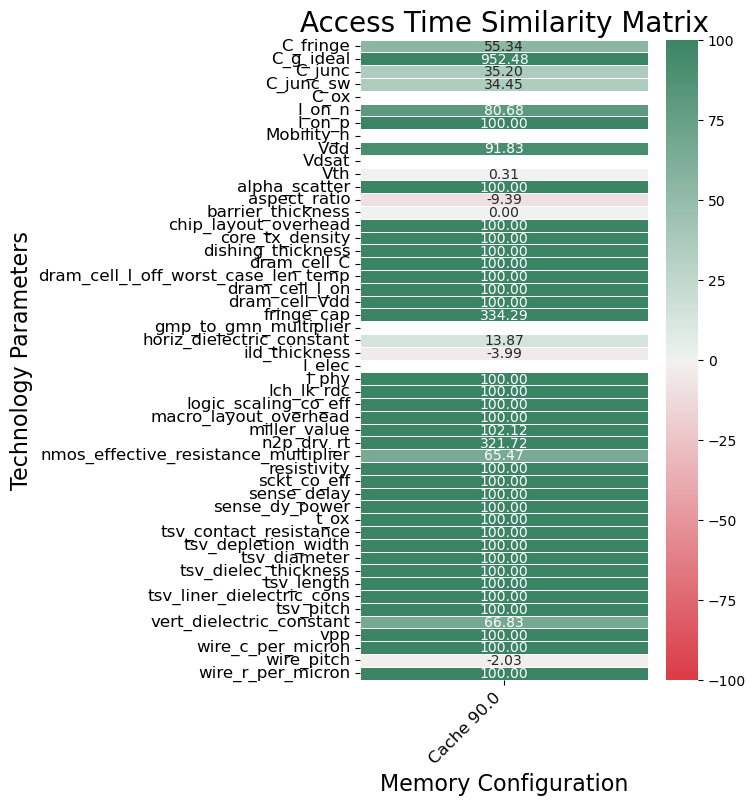 Access Time Similarity Matrix
C_fringe 55.34
C_g_ideal 952.48
C_junc 35.20
C_junc_sw 34.45
C_ox
I_on_n 80.68
I_on_p 100.00
Mobility_n
Vdd 91.83
Vdsat
Vth 0.31
alpha_scatter 100.00
aspect_ratio -9.39
barrier_thickness 0.00
chip_layout_overhead 100.00
core_tx_density 100.00
dishing_thickness 100.00
dram_cell_C 100.00
dram_cell_I_off_worst_case_len_temp 100.00
dram_cell_I_on 100.00
dram_cell_Vdd 100.00
fringe_cap 334.29
gmp_to_gmn_multiplier
horiz_dielectric_constant 13.87
ild_thickness -3.99
l_elec
l_phy 100.00
lch_lk_rdc 100.00
logic_scaling_co_eff 100.00
macro_layout_overhead 100.00
miller_value 102.12
n2p_drv_rt 321.72
nmos_effective_resistance_multiplier 65.47
resistivity 100.00
sckt_co_eff 100.00
sense_delay 100.00
sense_dy_power 100.00
t_ox 100.00
tsv_contact_resistance 100.00
tsv_depletion_width 100.00
tsv_diameter 100.00
tsv_dielec_thickness 100.00
tsv_length 100.00
tsv_liner_dielectric_cons 100.00
tsv_pitch 100.00
vert_dielectric_constant 66.83
vpp 100.00
wire_c_per_micron 100.00
wire_pitch -2.03
wire_r_per_micron 100.00
Technology Parameters
Cache 90.0
Memory Configuration
100
75
50
25
0
−25
−50
−75
−100